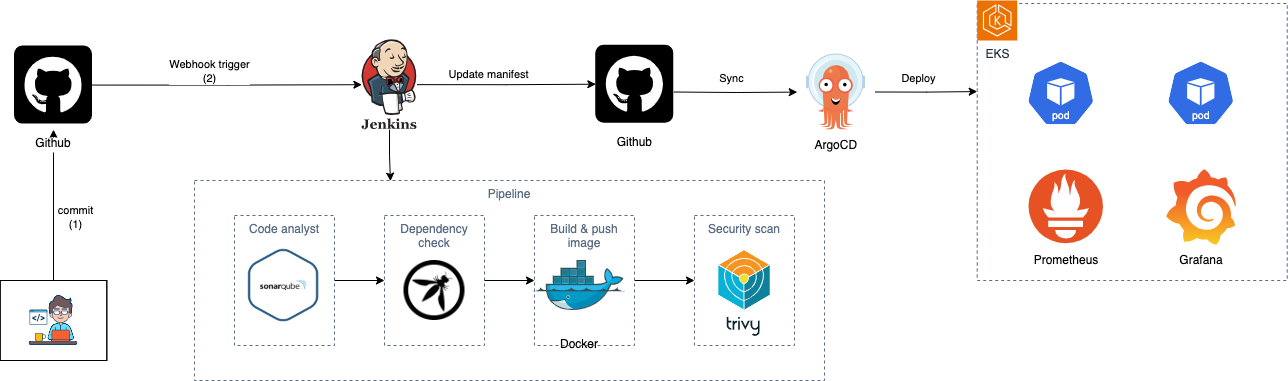 EKS
Webhook trigger
(2)
Update manifest
Sync
Deploy
pod
pod
Jenkins
Github
Github
ArgoCD
commit
(1)
Pipeline
Code analyst
Dependency
check
Build & push
image
Security scan
sonarqube
trivy
Docker
Prometheus
Grafana
K
</>